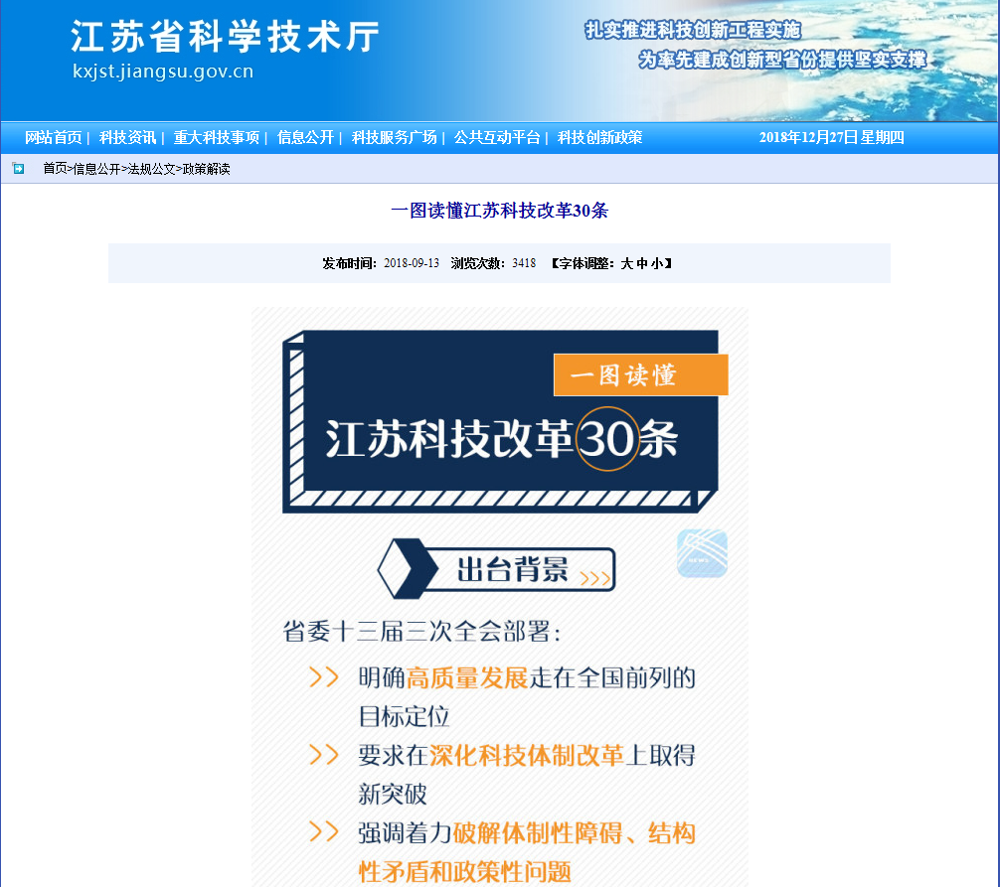 江苏省科学技术厅
kxjst.jiangsu.gov.cn
扎实推进科技创新工程实施
为率先建成创新型省份提供坚实支撑
网站首页 | 科技资讯 | 重大科技事项 | 信息公开 | 科技服务广场 | 公共互动平台 | 科技创新政策 2018年12月27日 星期四
首页>信息公开>法规公文>政策解读
一图读懂江苏科技改革30条
发布时间：2018-09-13 浏览次数：3418 【字体调整：大 中 小】
一图读懂
江苏科技改革30条
出台背景 >>>
省委十三届三次全会部署：
>> 明确高质量发展走在全国前列的
目标定位
>> 要求在深化科技体制改革上取得
新突破
>> 强调着力破解体制性障碍、结构
性矛盾和政策性问题